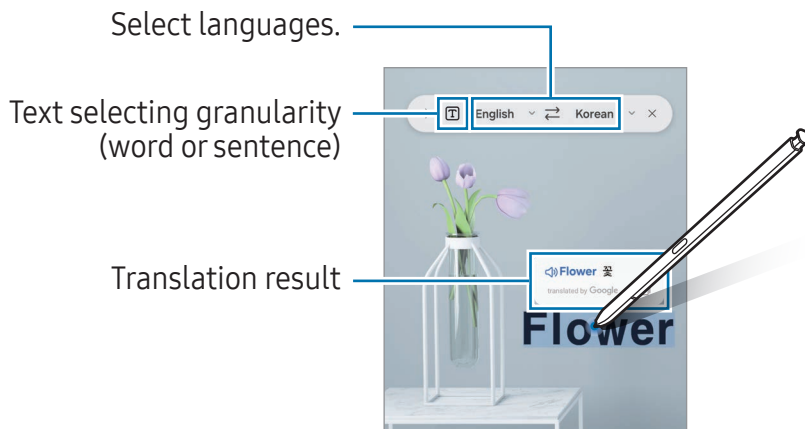 Select languages.
Text selecting granularity
(word or sentence)
T English Korean
Translation result
Flower 꽃
translated by Google
Flower